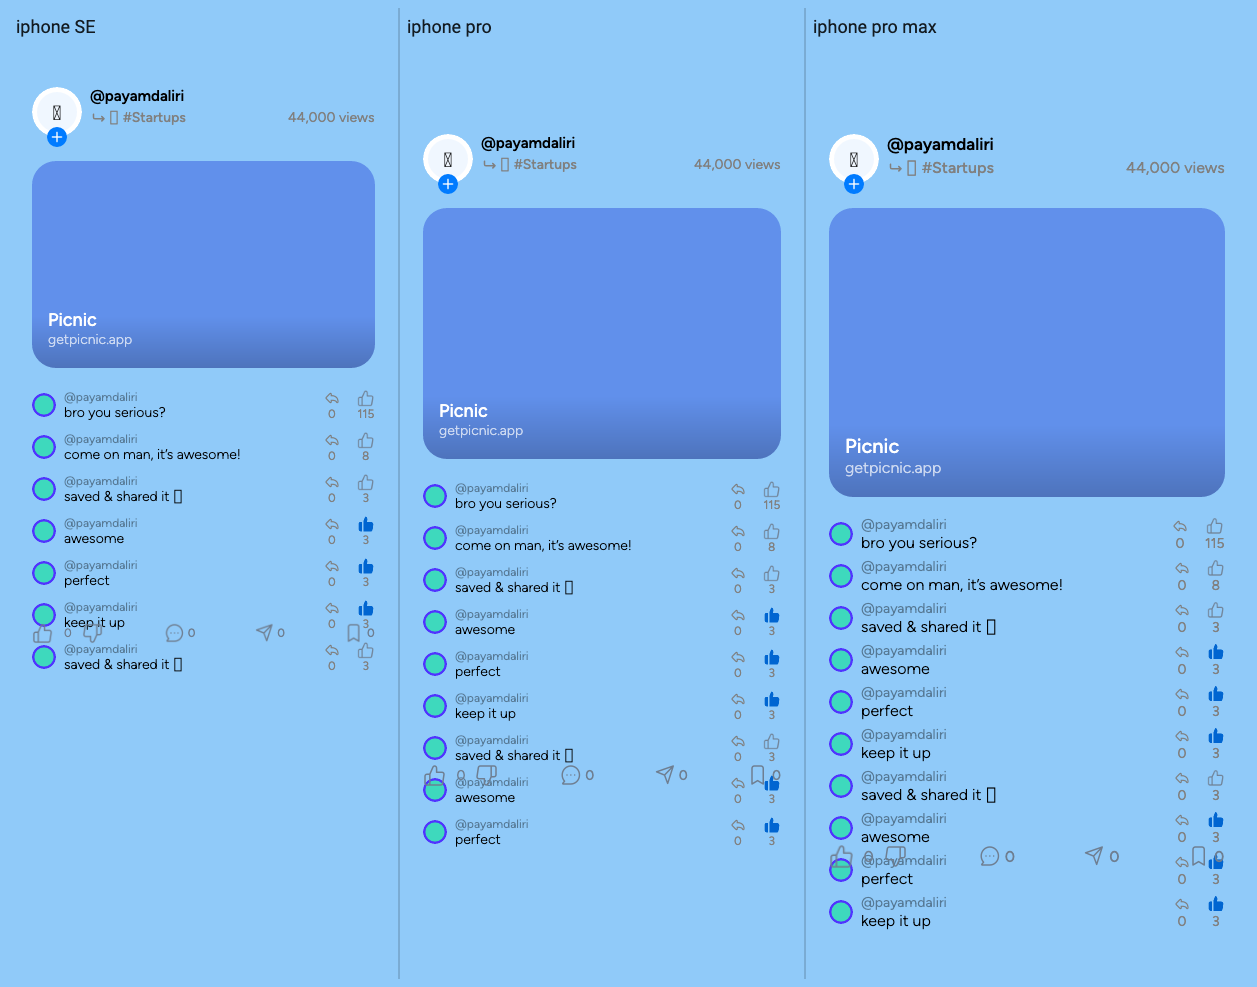 iphone SE
@payamdaliri
#Startups
44,000 views
Picnic
getpicnic.app
@payamdaliri
bro you serious?
0
115
@payamdaliri
come on man, it’s awesome!
0
8
@payamdaliri
saved & shared it
0
3
@payamdaliri
awesome
0
3
@payamdaliri
perfect
0
3
@payamdaliri
keep it up
0
3
0
0
0
0
@payamdaliri
saved & shared it
0
3
iphone pro
@payamdaliri
#Startups
44,000 views
Picnic
getpicnic.app
@payamdaliri
bro you serious?
0
115
@payamdaliri
come on man, it’s awesome!
0
8
@payamdaliri
saved & shared it
0
3
@payamdaliri
awesome
0
3
@payamdaliri
perfect
0
3
@payamdaliri
keep it up
0
3
@payamdaliri
saved & shared it
0
3
0
0
0
0
@payamdaliri
awesome
0
3
@payamdaliri
perfect
0
3
iphone pro max
@payamdaliri
#Startups
44,000 views
Picnic
getpicnic.app
@payamdaliri
bro you serious?
0
115
@payamdaliri
come on man, it’s awesome!
0
8
@payamdaliri
saved & shared it
0
3
@payamdaliri
awesome
0
3
@payamdaliri
perfect
0
3
@payamdaliri
keep it up
0
3
@payamdaliri
saved & shared it
0
3
@payamdaliri
awesome
0
3
0
0
0
0
@payamdaliri
perfect
0
3
@payamdaliri
keep it up
0
3